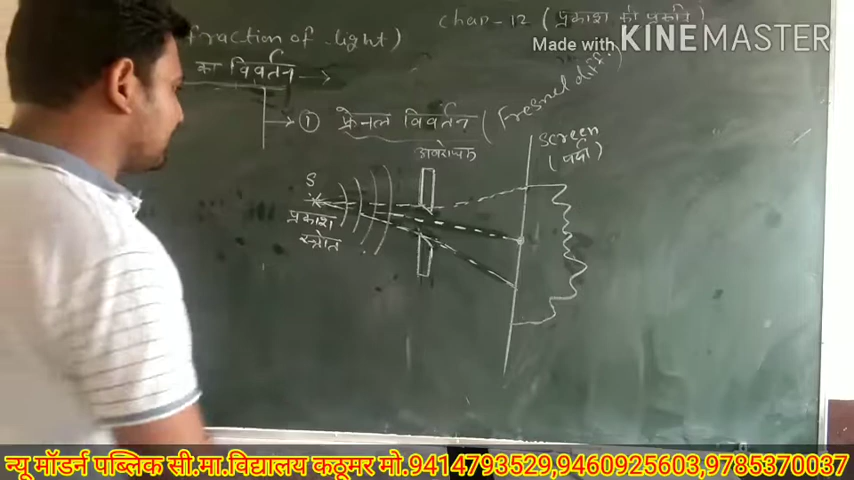 chap-12 (प्रकाश की प्रकृति)
fraction of light)
Made with KINEMASTER
का विवर्तन →
→ ① फ्रेनल विवर्तन (Fresnel diff.)
Screen
(पर्दा)
अवरोधक
S
प्रकाश
स्त्रोत
न्यू मॉडर्न पब्लिक सी.मा.विद्यालय कठूमर मो.9414793529,9460925603,9785370037